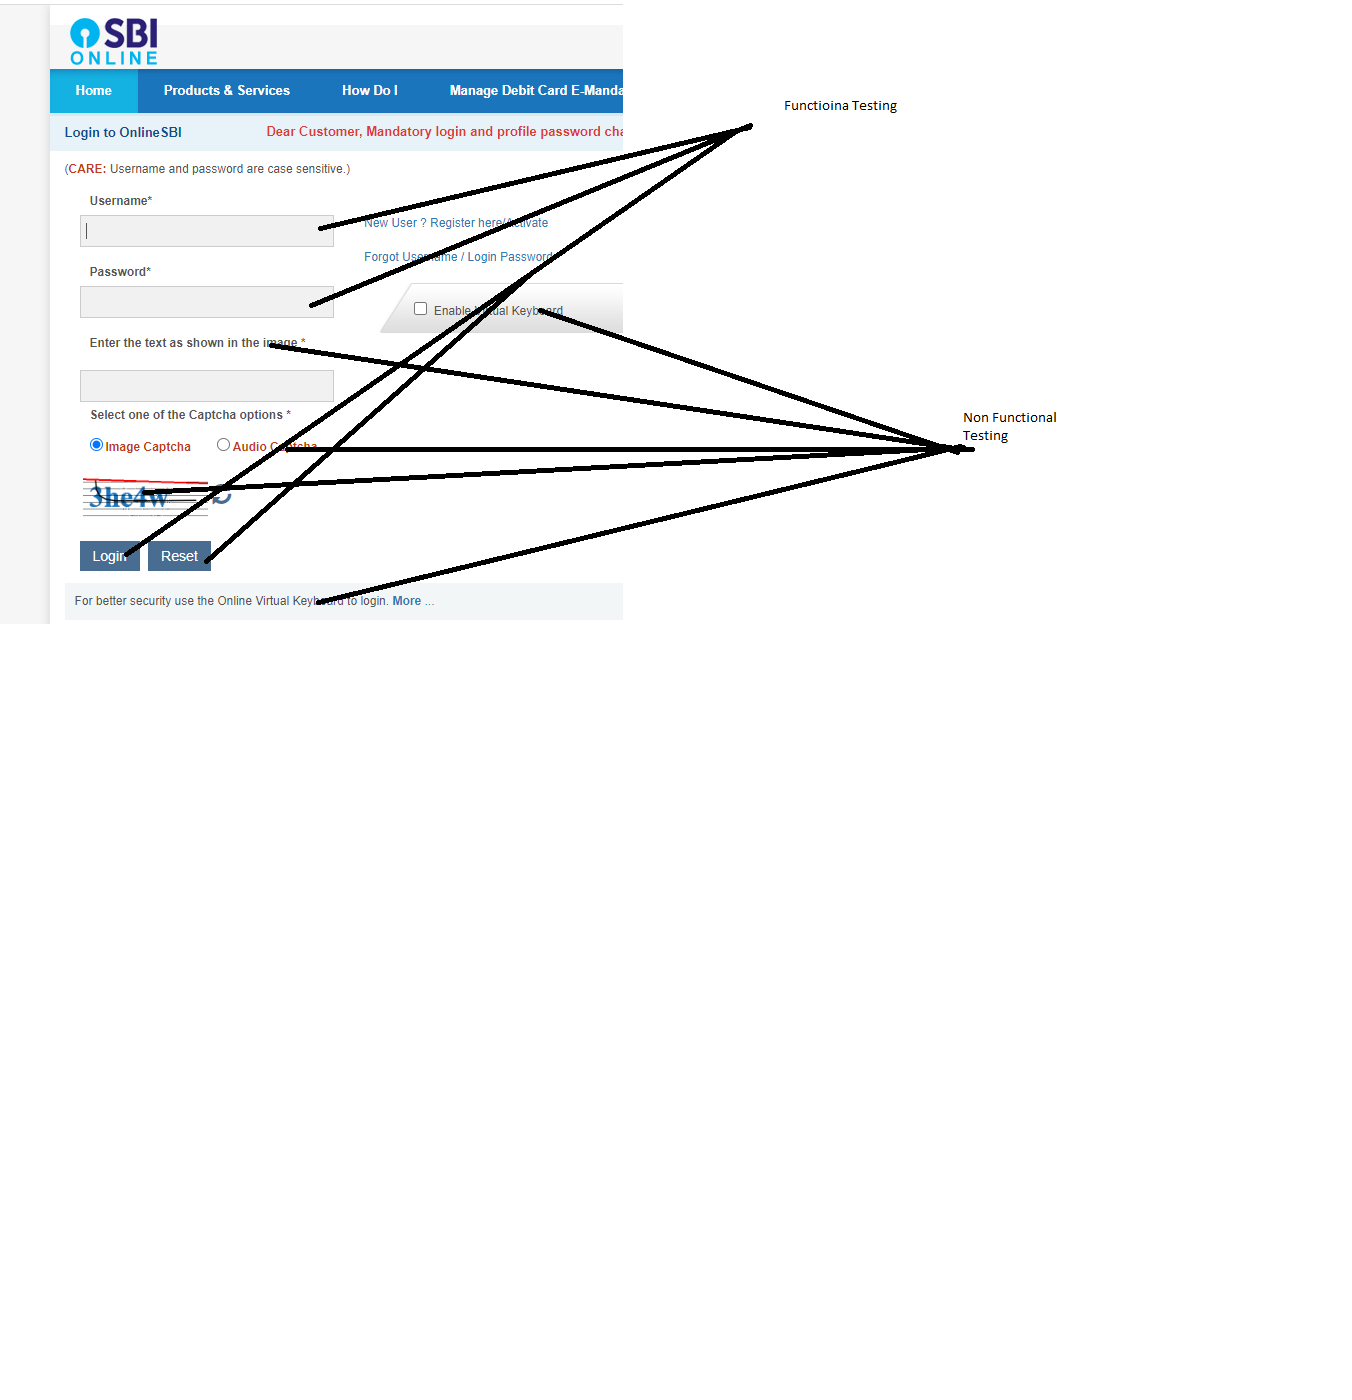 SBI
ONLINE
Home Products & Services How Do I Manage Debit Card E-Manda
Functioina Testing
Login to OnlineSBI Dear Customer, Mandatory login and profile password cha
(CARE: Username and password are case sensitive.)
Username*
New User ? Register here/Activate
Forgot Username / Login Password
Password*
Enable Virtual Keyboard
Enter the text as shown in the image *
Select one of the Captcha options *
Non Functional
Testing
Image Captcha Audio Captcha
3he4w
Login Reset
For better security use the Online Virtual Keyboard to login. More ...